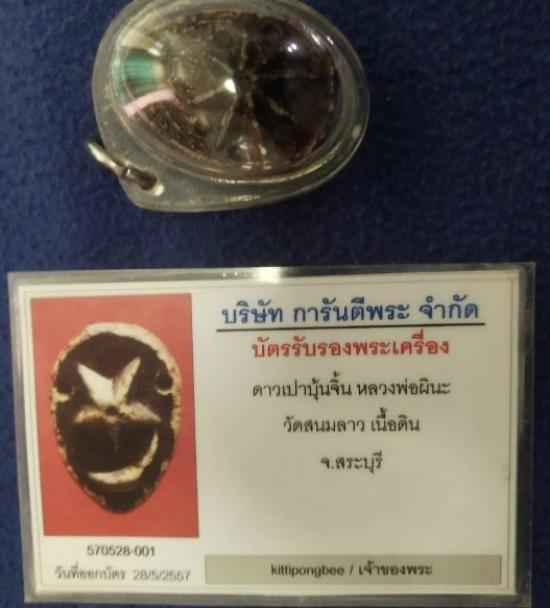 บริษัท การันตีพระ จำกัด
บัตรรับรองพระเครื่อง
ดาวเปาบุ้นจิ้น หลวงพ่อผินะ
วัดสนมลาว เนื้อดิน
จ.สระบุรี
570528-001
วันที่ออกบัตร 28/5/2557
kittipongbee / เจ้าของพระ